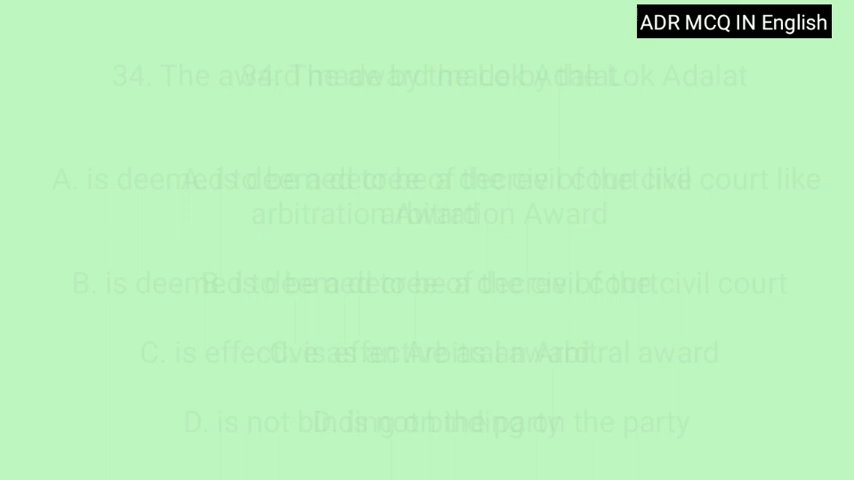 ADR MCQ IN English
34. The award made by the Lok Adalat
A. is deemed to be a decree of the civil court like
arbitration Award
B. is deemed to be a decree of the civil court
C. is effective as an Arbitral award
D. is not binding on the party